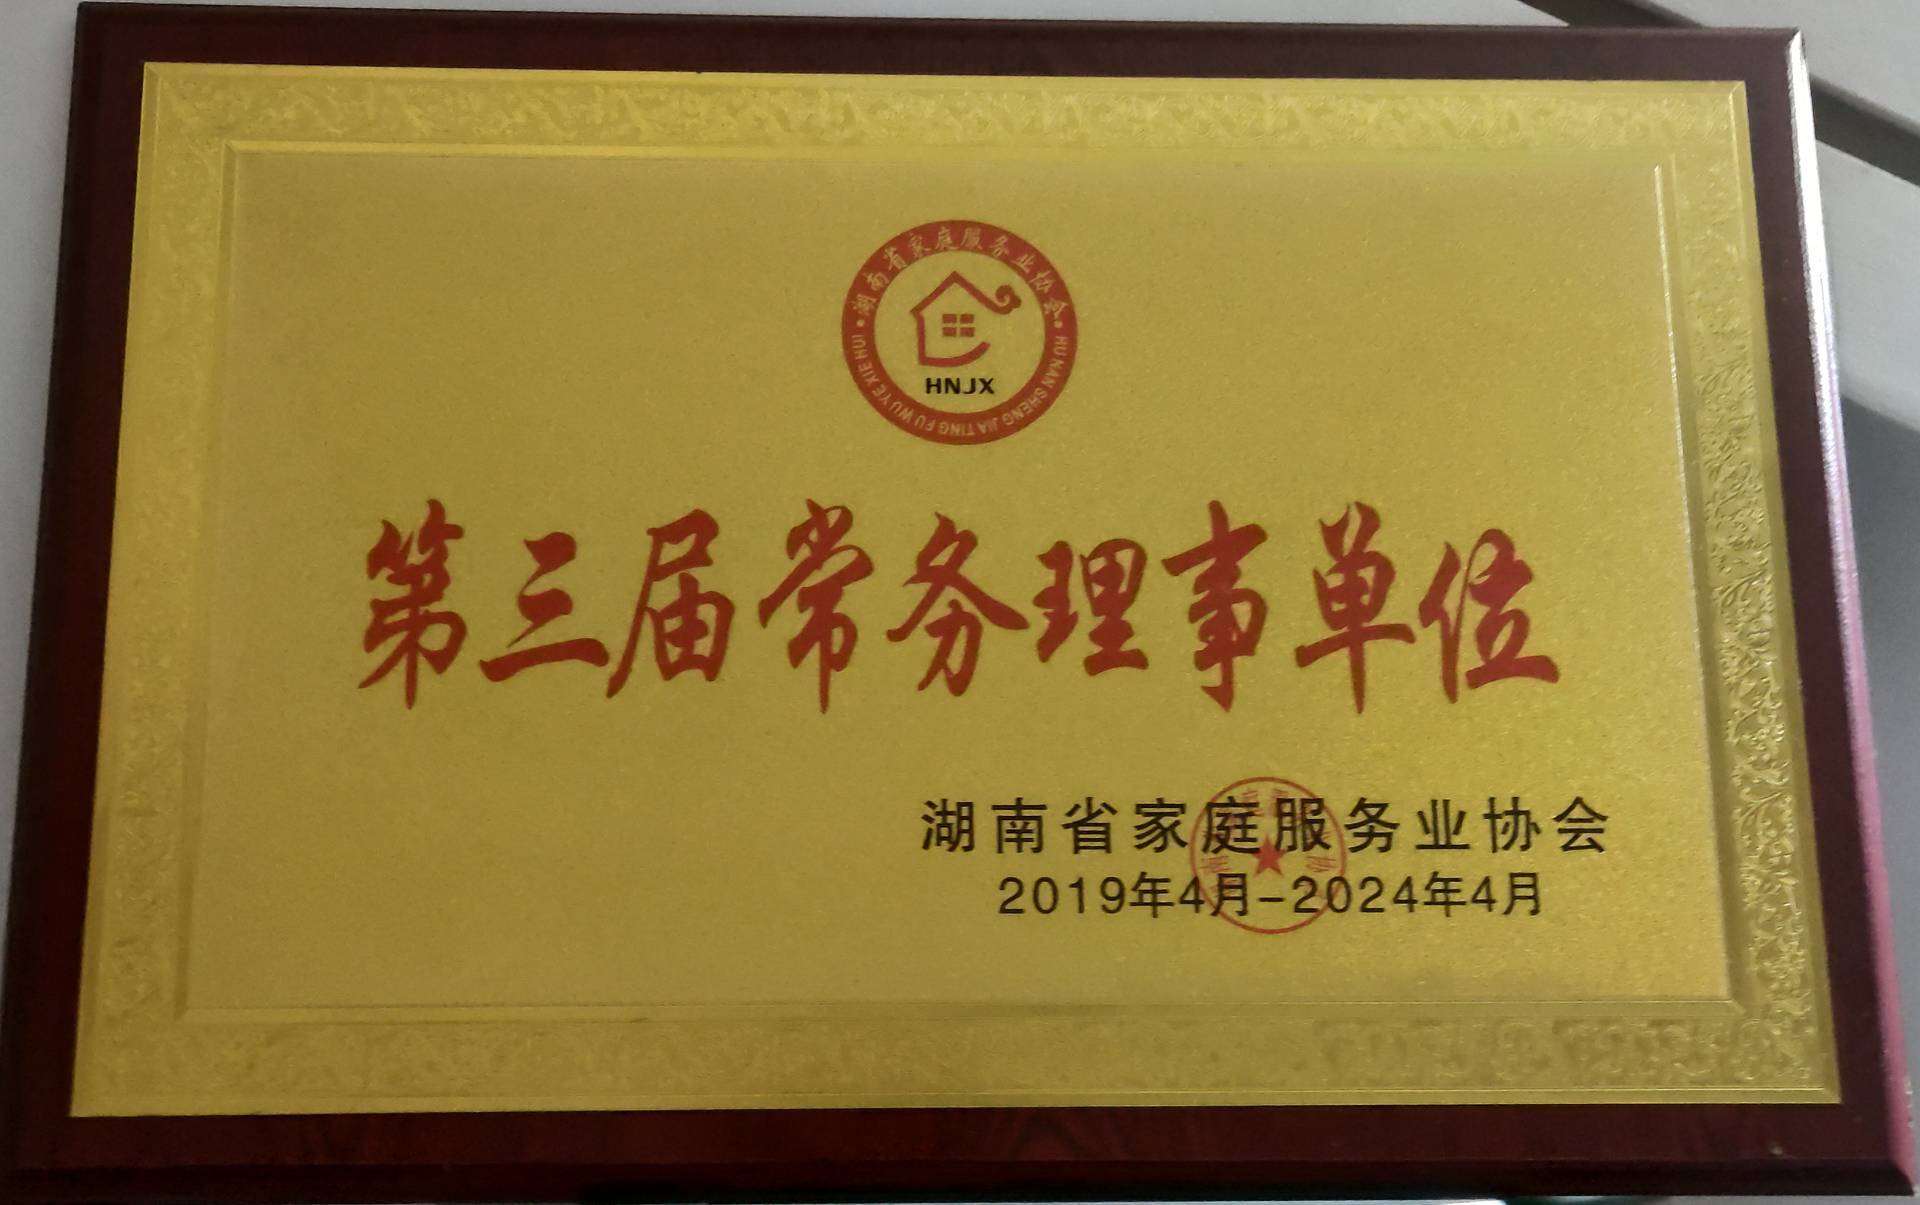 湖南省家庭服务业协会
HU NAN SHENG JIA TING FU WU YE XIE HUI
HNJX
第三届常务理事单位
湖南省家庭服务业协会
2019年4月-2024年4月